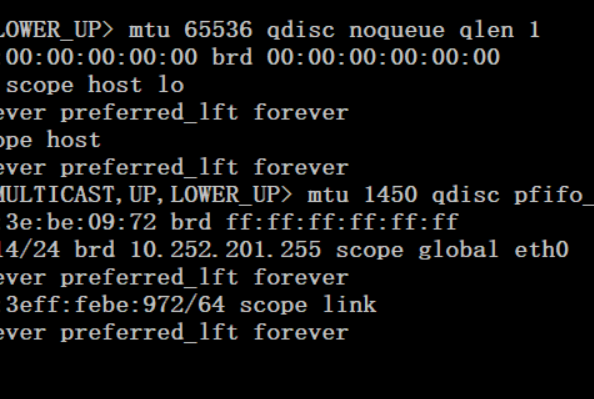 LOWER_UP> mtu 65536 qdisc noqueue qlen 1
00:00:00:00:00 brd 00:00:00:00:00:00
scope host lo
ever preferred_lft forever
ope host
ever preferred_lft forever
MULTICAST,UP,LOWER_UP> mtu 1450 qdisc pfifo_
:3e:be:09:72 brd ff:ff:ff:ff:ff:ff
14/24 brd 10.252.201.255 scope global eth0
ever preferred_lft forever
:3eff:febe:972/64 scope link
ever preferred_lft forever